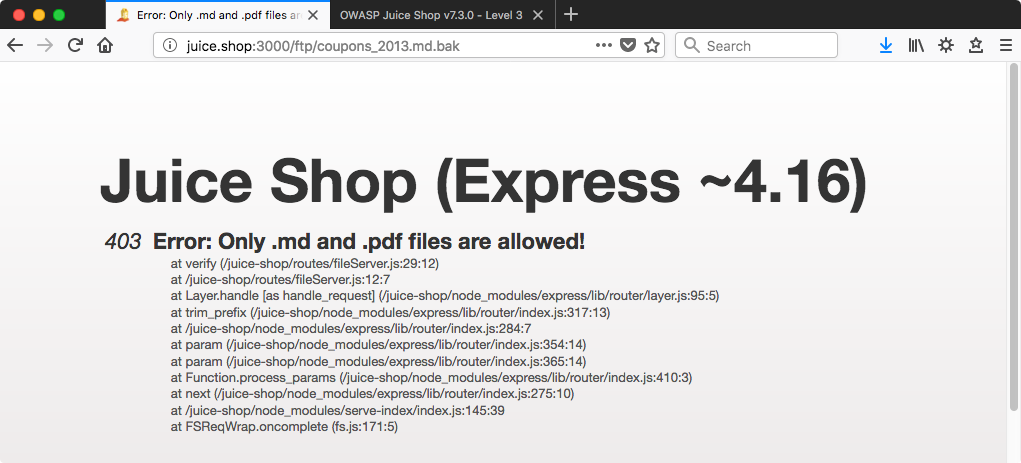 Error: Only .md and .pdf files ar
OWASP Juice Shop v7.3.0 - Level 3
juice.shop:3000/ftp/coupons_2013.md.bak
Search
Juice Shop (Express ~4.16)
403 Error: Only .md and .pdf files are allowed!
at verify (/juice-shop/routes/fileServer.js:29:12)
at /juice-shop/routes/fileServer.js:12:7
at Layer.handle [as handle_request] (/juice-shop/node_modules/express/lib/router/layer.js:95:5)
at trim_prefix (/juice-shop/node_modules/express/lib/router/index.js:317:13)
at /juice-shop/node_modules/express/lib/router/index.js:284:7
at param (/juice-shop/node_modules/express/lib/router/index.js:354:14)
at param (/juice-shop/node_modules/express/lib/router/index.js:365:14)
at Function.process_params (/juice-shop/node_modules/express/lib/router/index.js:410:3)
at next (/juice-shop/node_modules/express/lib/router/index.js:275:10)
at /juice-shop/node_modules/serve-index/index.js:145:39
at FSReqWrap.oncomplete (fs.js:171:5)